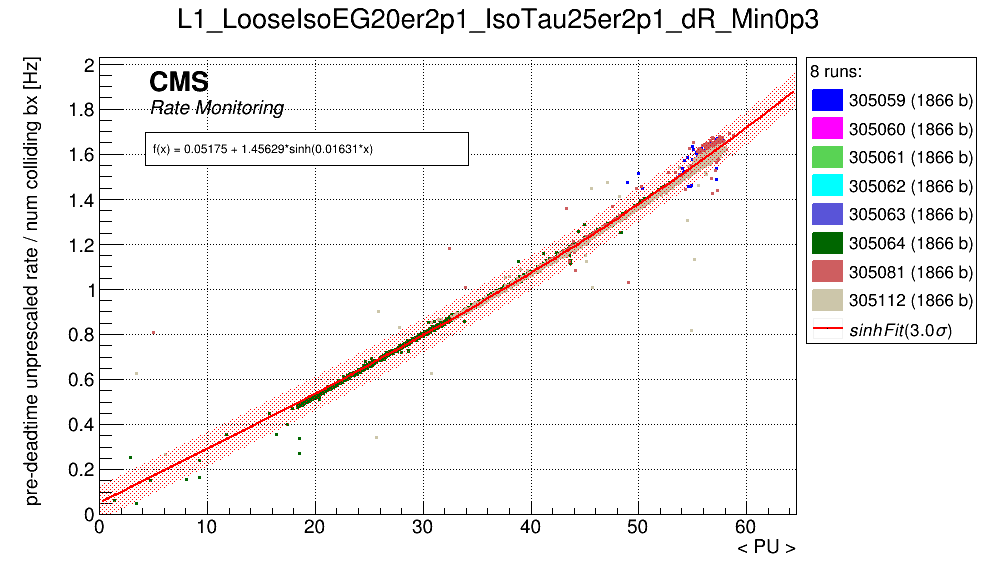 L1_LooseIsoEG20er2p1_IsoTau25er2p1_dR_Min0p3
pre-deadtime unprescaled rate / num colliding bx [Hz]
2
1.8
1.6
1.4
1.2
1
0.8
0.6
0.4
0.2
0
CMS
Rate Monitoring
f(x) = 0.05175 + 1.45629*sinh(0.01631*x)
0 10 20 30 40 50 60
< PU >
8 runs:
305059 (1866 b)
305060 (1866 b)
305061 (1866 b)
305062 (1866 b)
305063 (1866 b)
305064 (1866 b)
305081 (1866 b)
305112 (1866 b)
sinhFit(3.0σ)